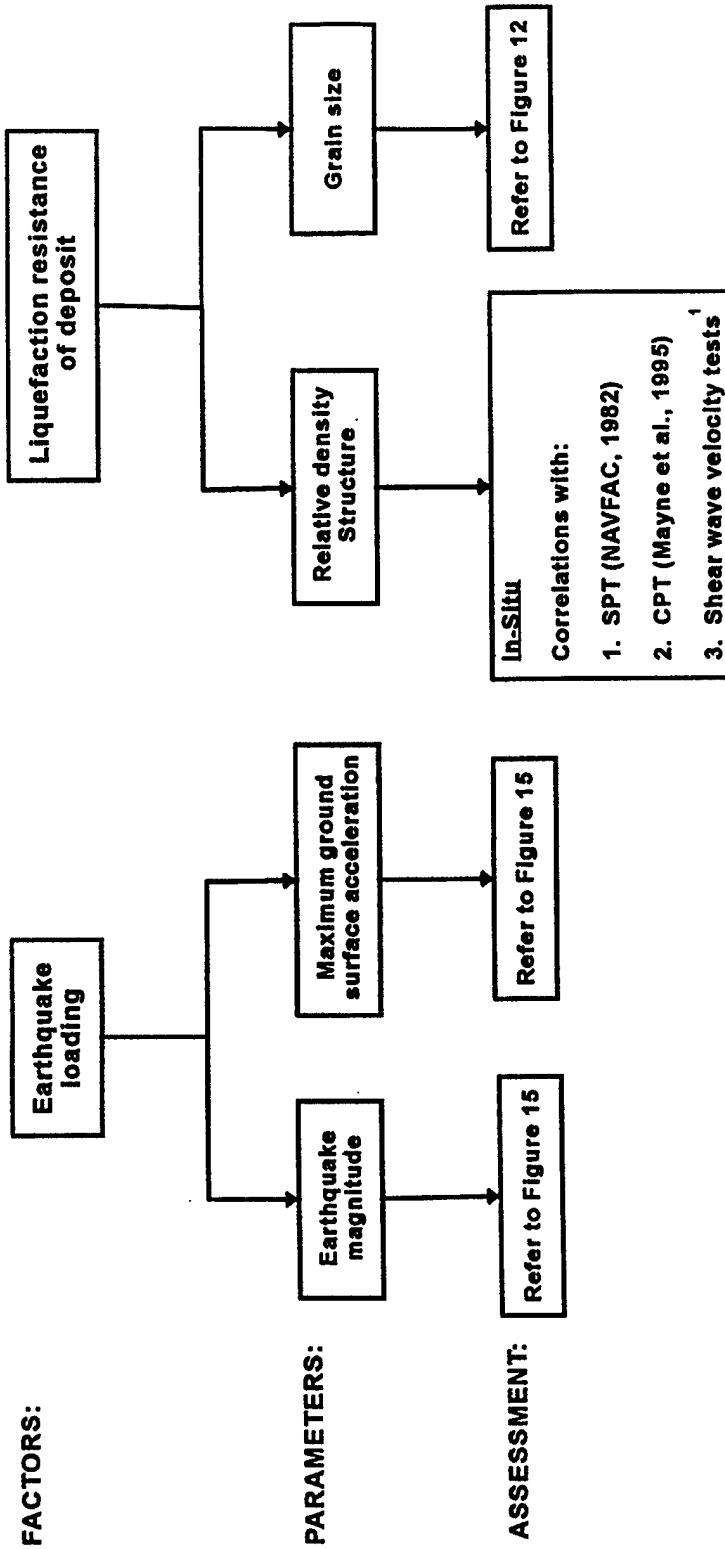 FACTORS:
Earthquake
loading
Liquefaction resistance
of deposit
PARAMETERS:
Earthquake
magnitude
Maximum ground
surface acceleration
Relative density
Structure
Grain size
ASSESSMENT:
Refer to Figure 15
Refer to Figure 15
In-Situ
Correlations with:
1. SPT (NAVFAC, 1982)
2. CPT (Mayne et al., 1995)
3. Shear wave velocity tests¹
Refer to Figure 12